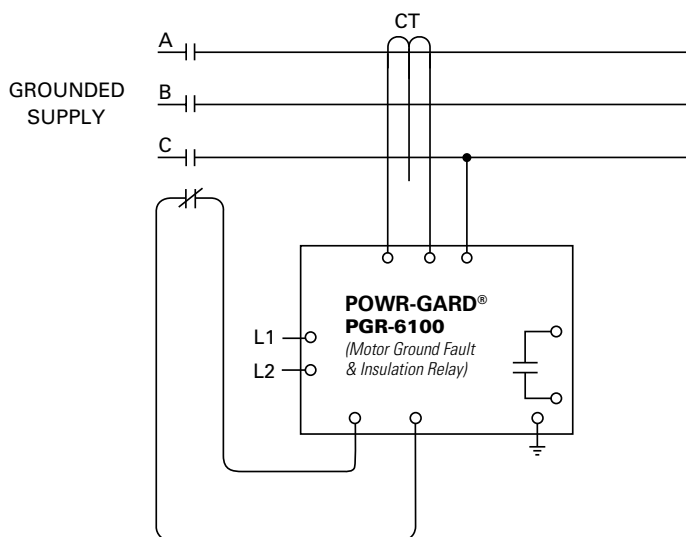 CT
A
GROUNDED
SUPPLY
B
C
POWR-GARD®
PGR-6100
(Motor Ground Fault
& Insulation Relay)
L1
L2